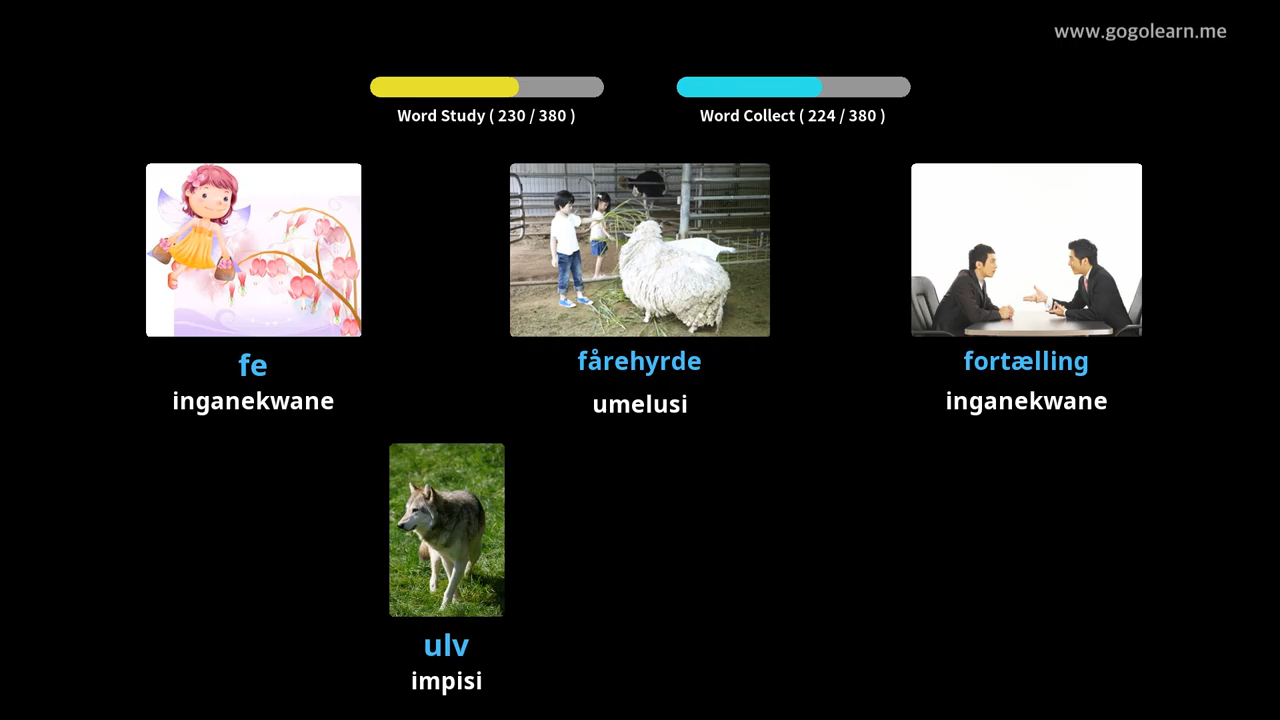 www.gogolearn.me
Word Study ( 230 / 380 )
Word Collect ( 224 / 380 )
fe
inganekwane
fårehyrde
umelusi
fortælling
inganekwane
ulv
impisi